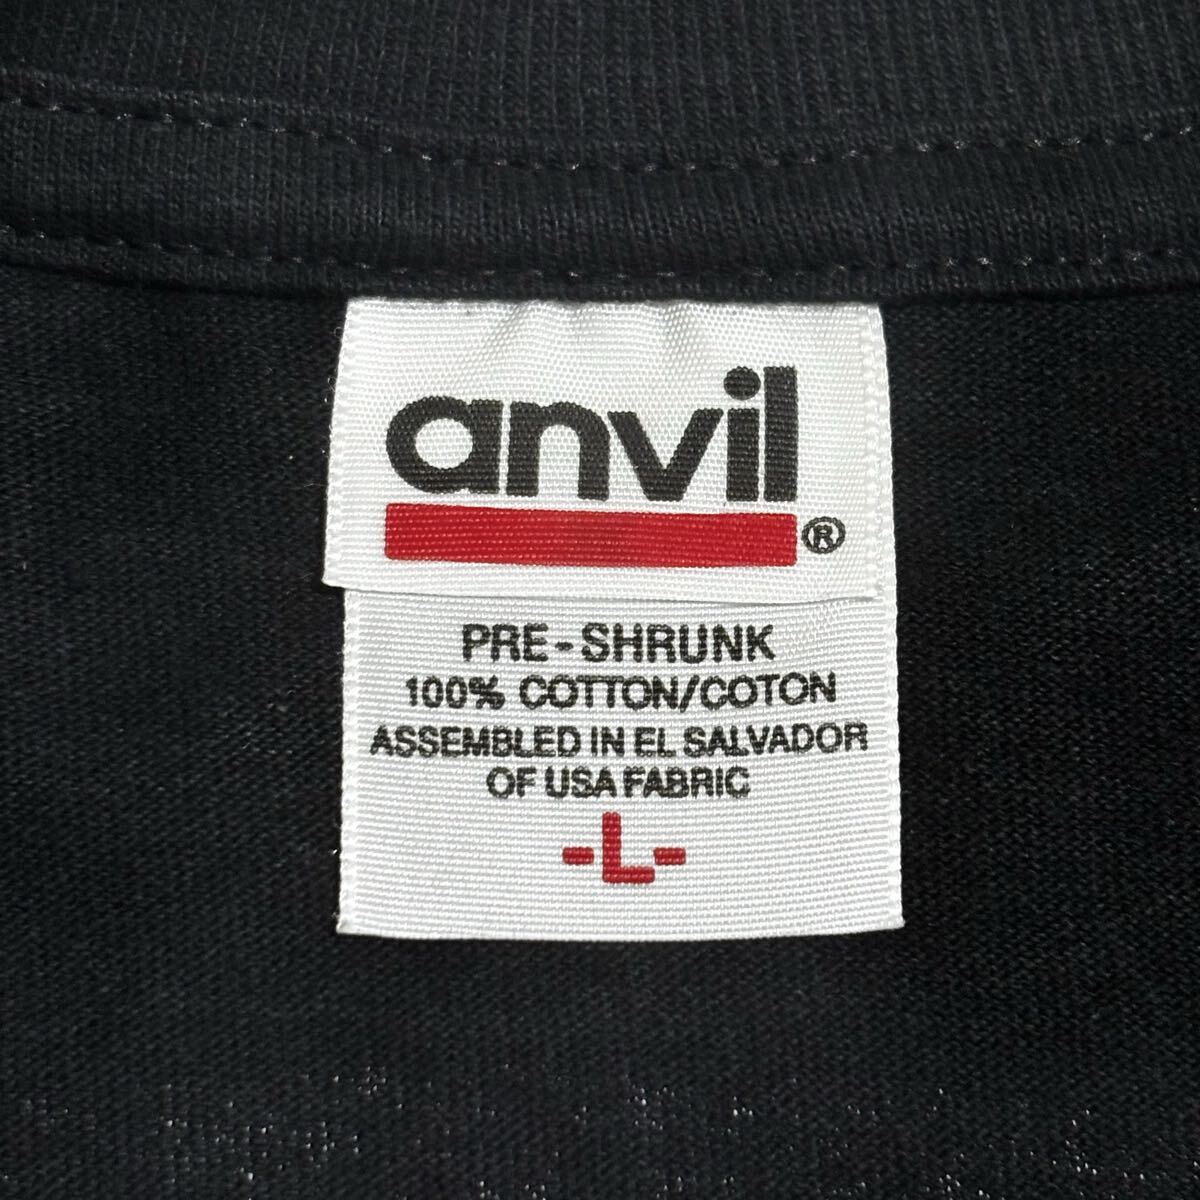 anvil®
PRE-SHRUNK
100% COTTON/COTON
ASSEMBLED IN EL SALVADOR
OF USA FABRIC
-L-